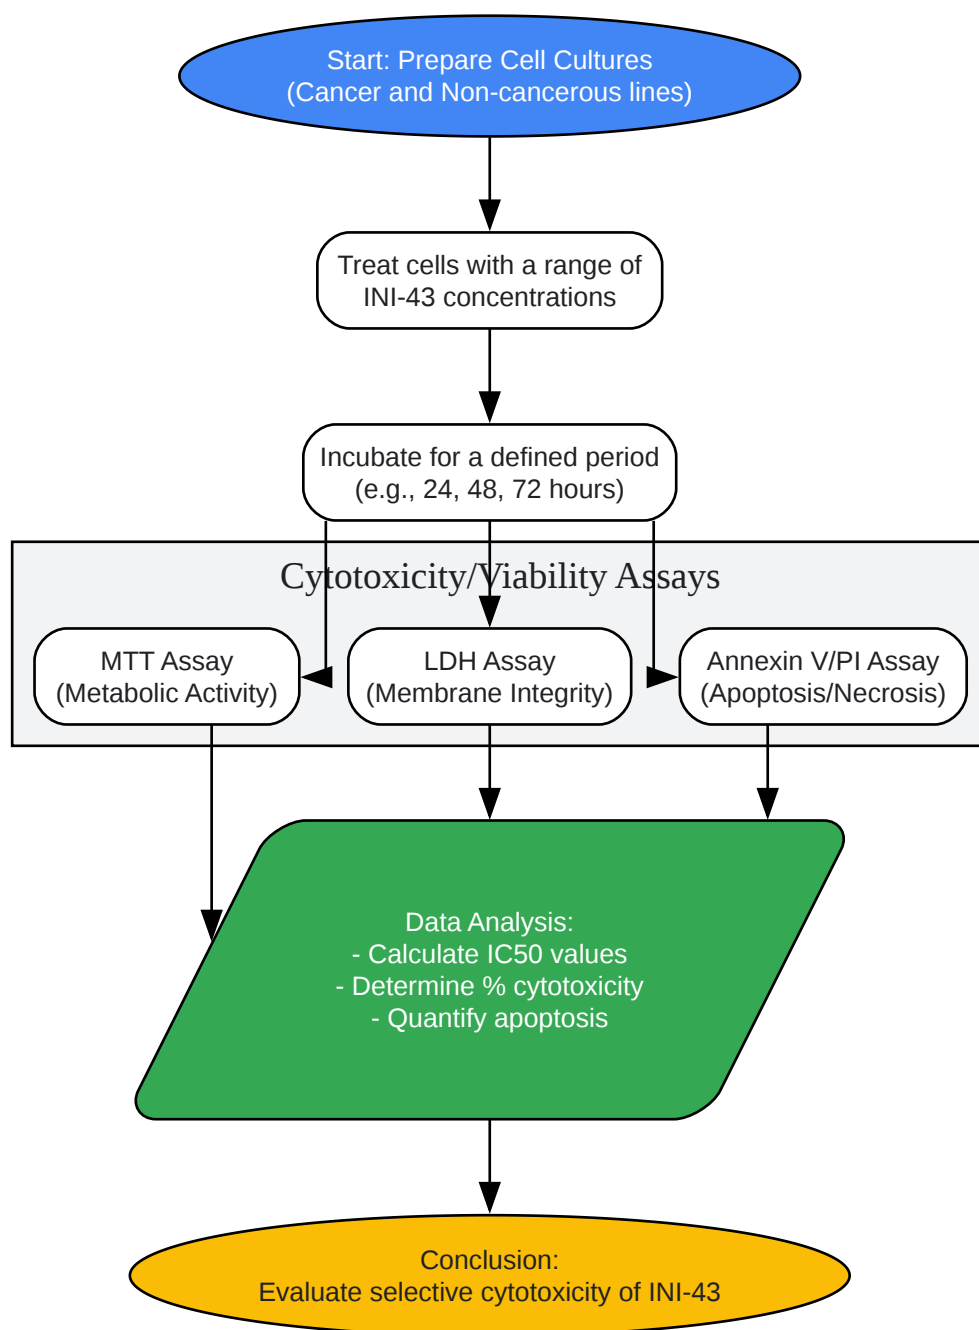 Start: Prepare Cell Cultures
(Cancer and Non-cancerous lines)
Treat cells with a range of
INI-43 concentrations
Incubate for a defined period
(e.g., 24, 48, 72 hours)
Cytotoxicity/Viability Assays
MTT Assay
(Metabolic Activity)
LDH Assay
(Membrane Integrity)
Annexin V/PI Assay
(Apoptosis/Necrosis)
Data Analysis:
- Calculate IC50 values
- Determine % cytotoxicity
- Quantify apoptosis
Conclusion:
Evaluate selective cytotoxicity of INI-43